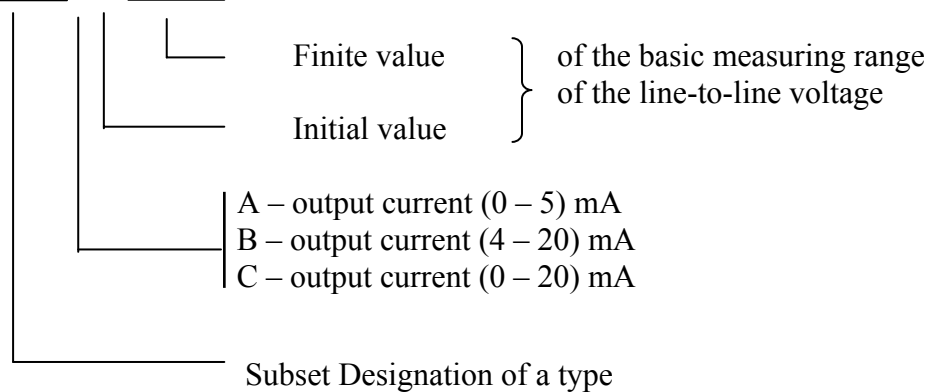 Finite value
of the basic measuring range
of the line-to-line voltage
Initial value
A – output current (0 – 5) mA
B – output current (4 – 20) mA
C – output current (0 – 20) mA
Subset Designation of a type